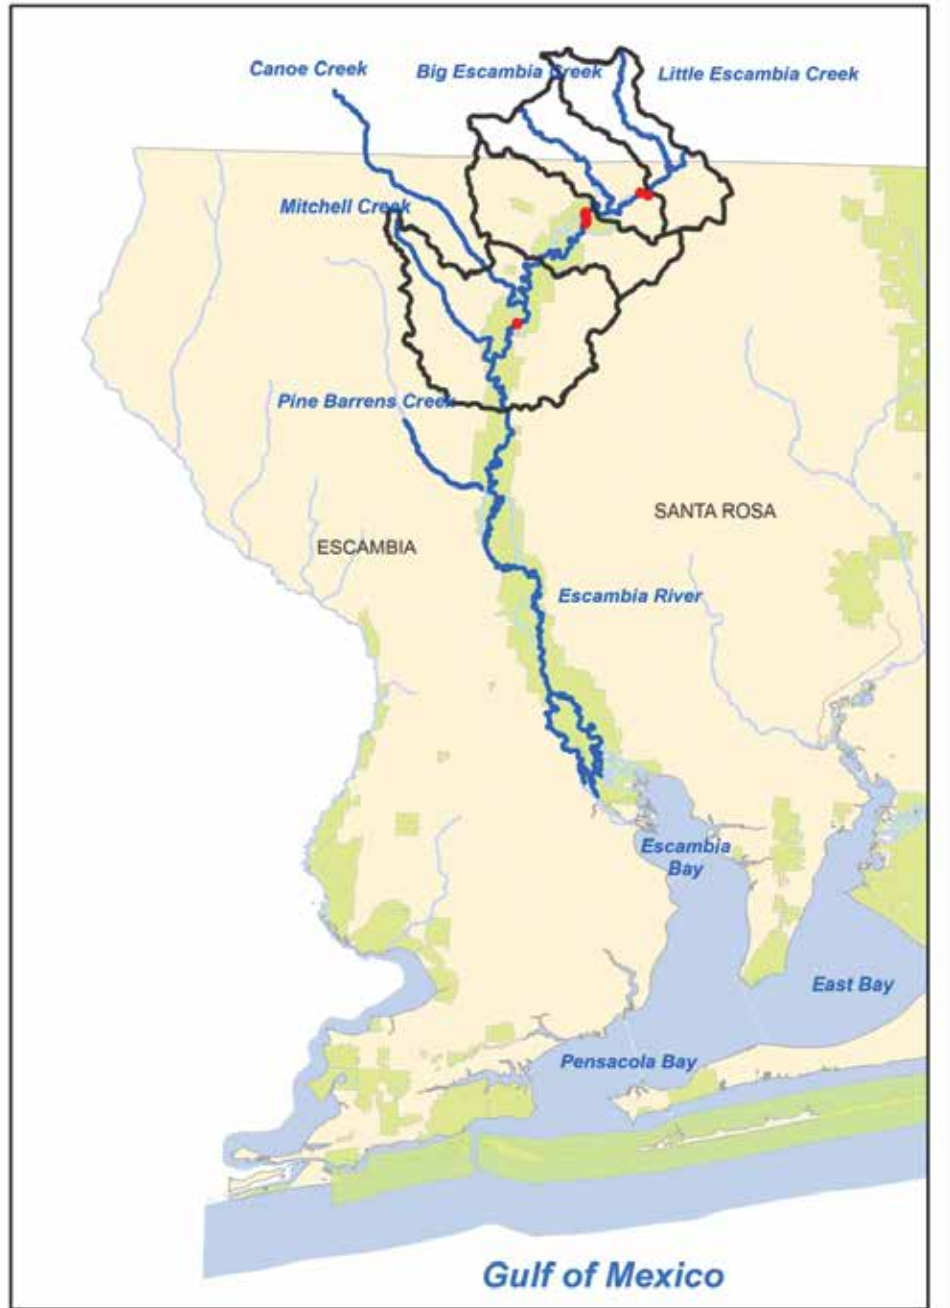 Canoe Creek
Big Escambia Creek
Little Escambia Creek
Mitchell Creek
Pine Barrens Creek
SANTA ROSA
ESCAMBIA
Escambia River
Escambia
Bay
East Bay
Pensacola Bay
Gulf of Mexico